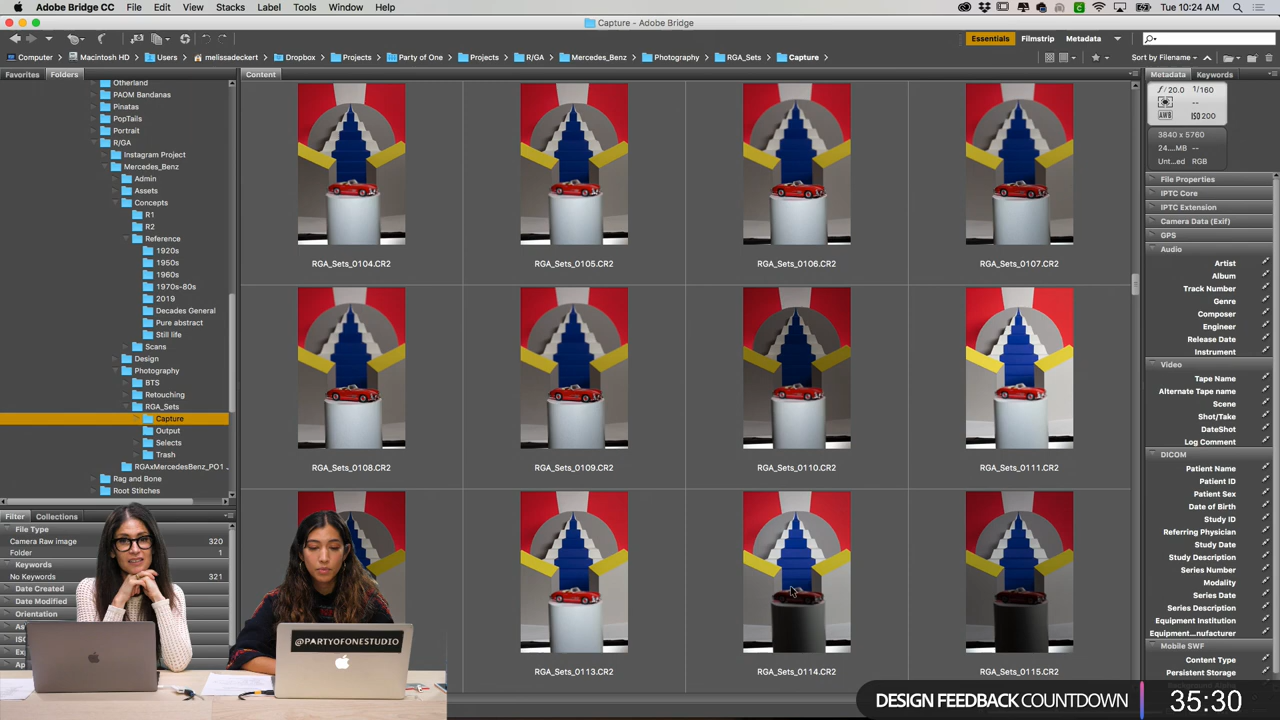 Adobe Bridge CC File Edit View Stacks Label Tools Window Help Tue 10:24 AM
Capture - Adobe Bridge
Essentials Filmstrip Metadata
Computer Macintosh HD Users melissadeckert Dropbox Projects Party of One Projects R/GA Mercedes_Benz Photography RGA_Sets Capture Sort by Filename
Favorites Folders
Otherland
PAOM Bandanas
Pinatas
PopTails
Portrait
R/GA
Instagram Project
Mercedes_Benz
Admin
Assets
Concepts
R1
R2
Reference
1920s
1950s
1960s
1970s-80s
2019
Decades General
Pure abstract
Still life
Scans
Design
Photography
BTS
Retouching
RGA_Sets
Capture
Output
Selects
Trash
RGAxMercedesBenz_PO1
Rag and Bone
Root Stitches
Filter Collections
File Type
Camera Raw image 320
Folder 1
Keywords
No Keywords 321
Date Created
Date Modified
Orientation
Content
RGA_Sets_0104.CR2 RGA_Sets_0105.CR2 RGA_Sets_0106.CR2 RGA_Sets_0107.CR2
RGA_Sets_0108.CR2 RGA_Sets_0109.CR2 RGA_Sets_0110.CR2 RGA_Sets_0111.CR2
RGA_Sets_0113.CR2 RGA_Sets_0114.CR2 RGA_Sets_0115.CR2
Metadata Keywords
ƒ/20.0 1/160
--
AWB ISO200
3840 x 5760
24....MB --
Unt...ed RGB
File Properties
IPTC Core
IPTC Extension
Camera Data (Exif)
GPS
Audio
Artist
Album
Track Number
Genre
Composer
Engineer
Release Date
Instrument
Video
Tape Name
Alternate Tape name
Scene
Shot/Take
DateShot
Log Comment
DICOM
Patient Name
Patient ID
Patient Sex
Date of Birth
Study ID
Referring Physician
Study Date
Study Description
Series Number
Modality
Series Date
Series Description
Equipment Institution
Equipment...nufacturer
Mobile SWF
Content Type
Persistent Storage
@PARTYOFONESTUDIO
DESIGN FEEDBACK COUNTDOWN 35:30